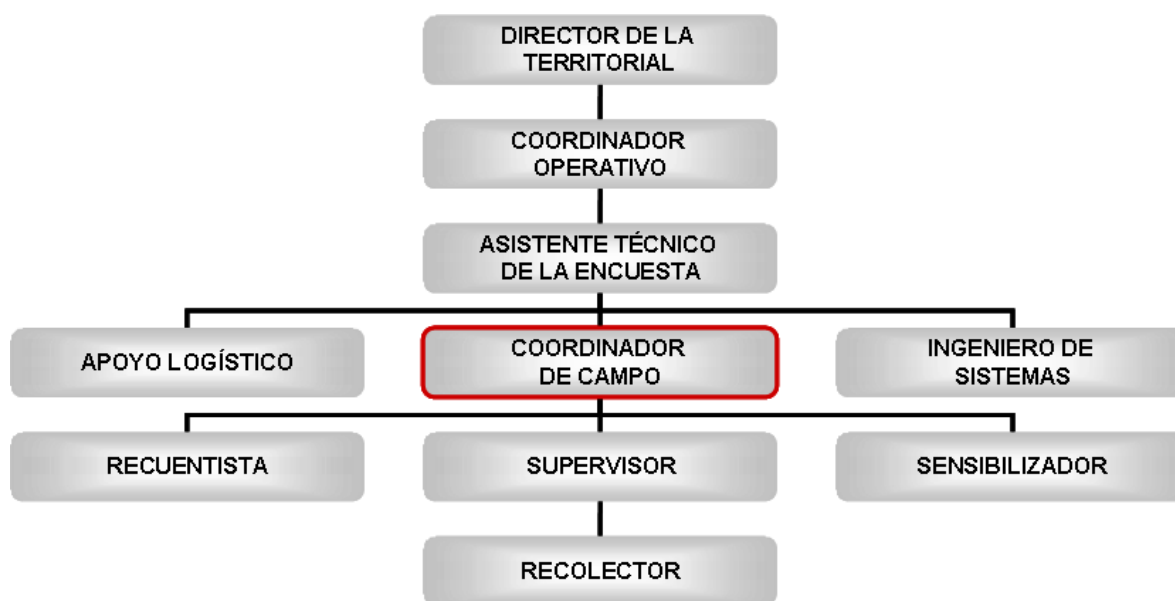 DIRECTOR DE LA
TERRITORIAL
COORDINADOR
OPERATIVO
ASISTENTE TÉCNICO
DE LA ENCUESTA
APOYO LOGÍSTICO
COORDINADOR
DE CAMPO
INGENIERO DE
SISTEMAS
RECUENTISTA
SUPERVISOR
SENSIBILIZADOR
RECOLECTOR